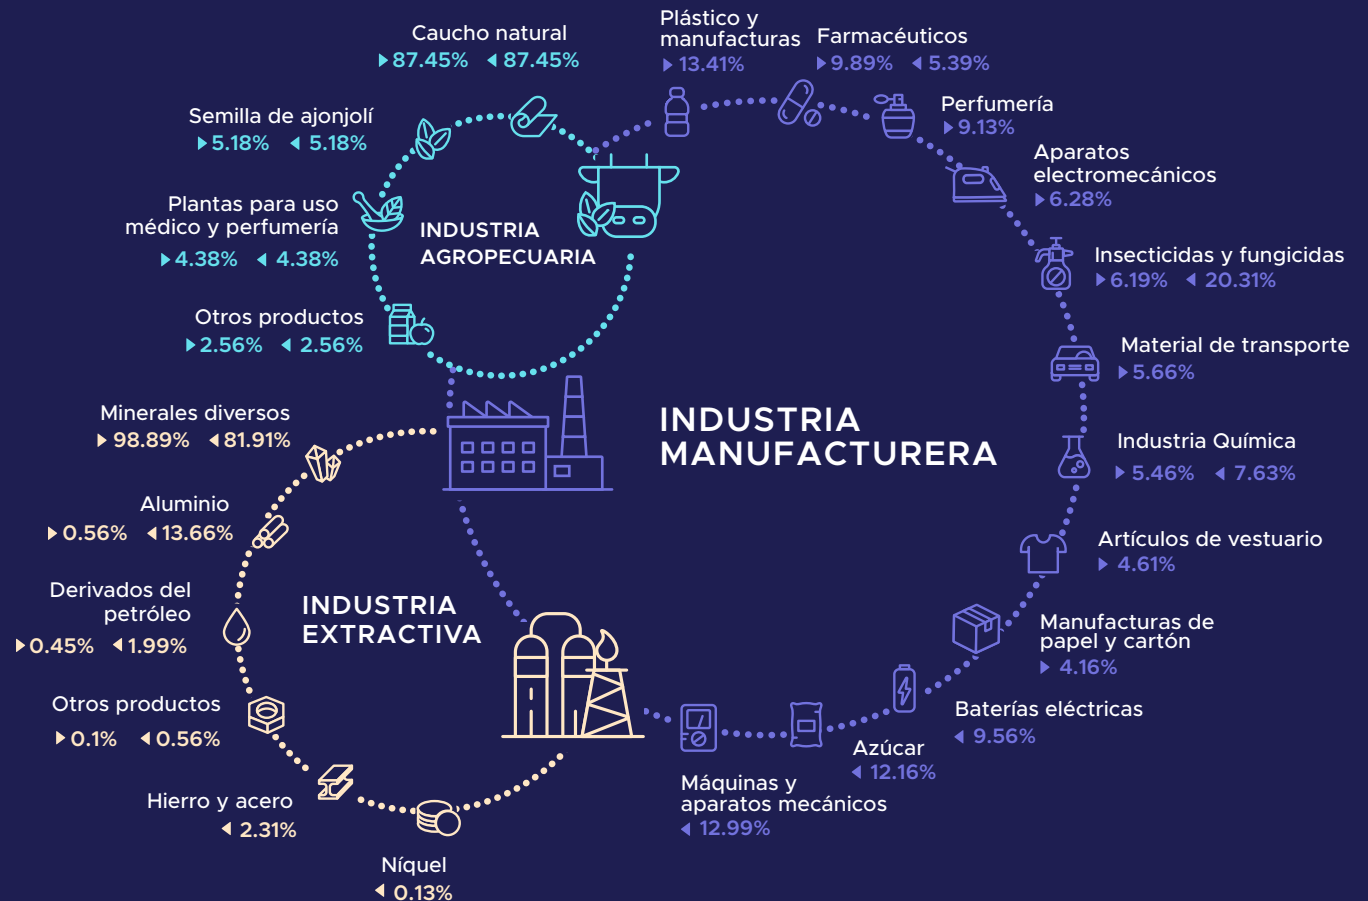 Caucho natural
▶87.45% ◀87.45%
Semilla de ajonjolí
▶5.18% ◀5.18%
Plantas para uso
médico y perfumería
▶4.38% ◀4.38%
Otros productos
▶2.56% ◀2.56%
INDUSTRIA
AGROPECUARIA
Plástico y
manufacturas
▶13.41%
Farmacéuticos
▶9.89% ◀5.39%
Perfumería
▶9.13%
Aparatos
electromecánicos
▶6.28%
Insecticidas y fungicidas
▶6.19% ◀20.31%
Material de transporte
▶5.66%
Industria Química
▶5.46% ◀7.63%
Artículos de vestuario
▶4.61%
Manufacturas de
papel y cartón
▶4.16%
Baterías eléctricas
◀9.56%
Azúcar
◀12.16%
Máquinas y
aparatos mecánicos
◀12.99%
INDUSTRIA
MANUFACTURERA
Minerales diversos
▶98.89% ◀81.91%
Aluminio
▶0.56% ◀13.66%
Derivados del
petróleo
▶0.45% ◀1.99%
Otros productos
▶0.1% ◀0.56%
Hierro y acero
◀2.31%
Níquel
◀0.13%
INDUSTRIA
EXTRACTIVA